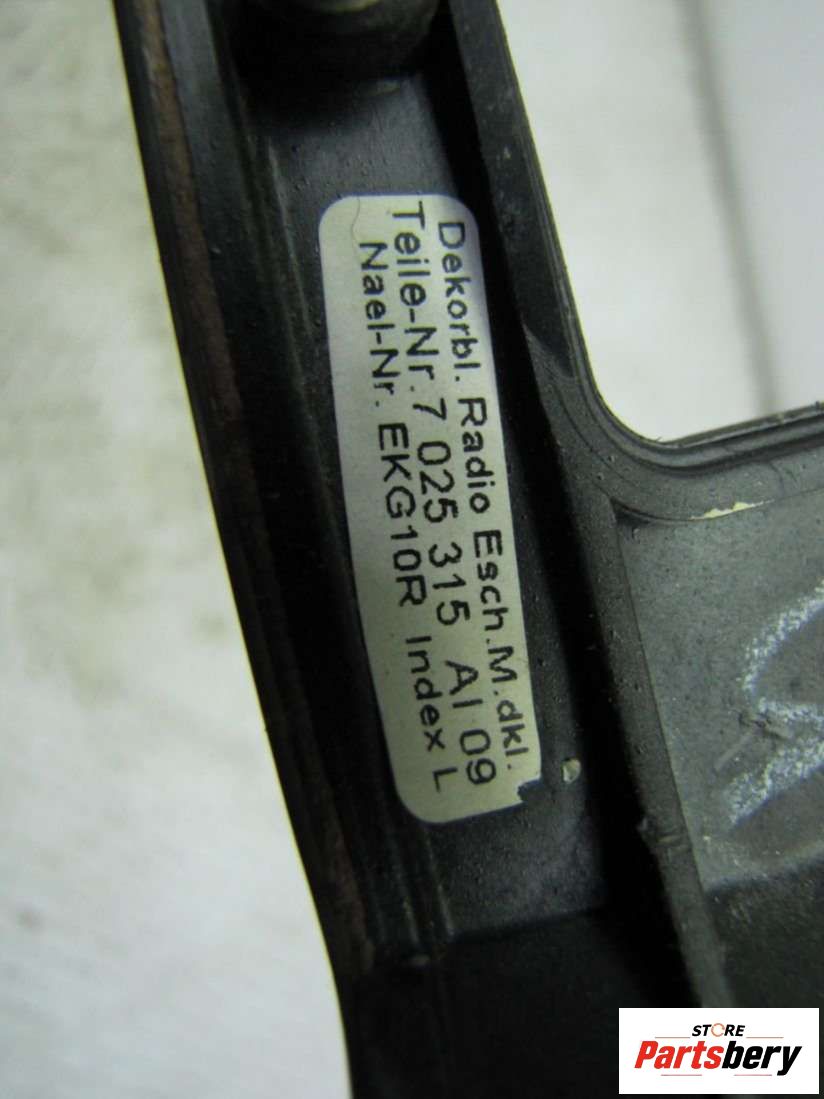 Dekorbl. Radio Esch.M.dkl.
Teile-Nr.7 025 315 AI 09
Nael-Nr. EKG10R Index L
STORE
Partsbery